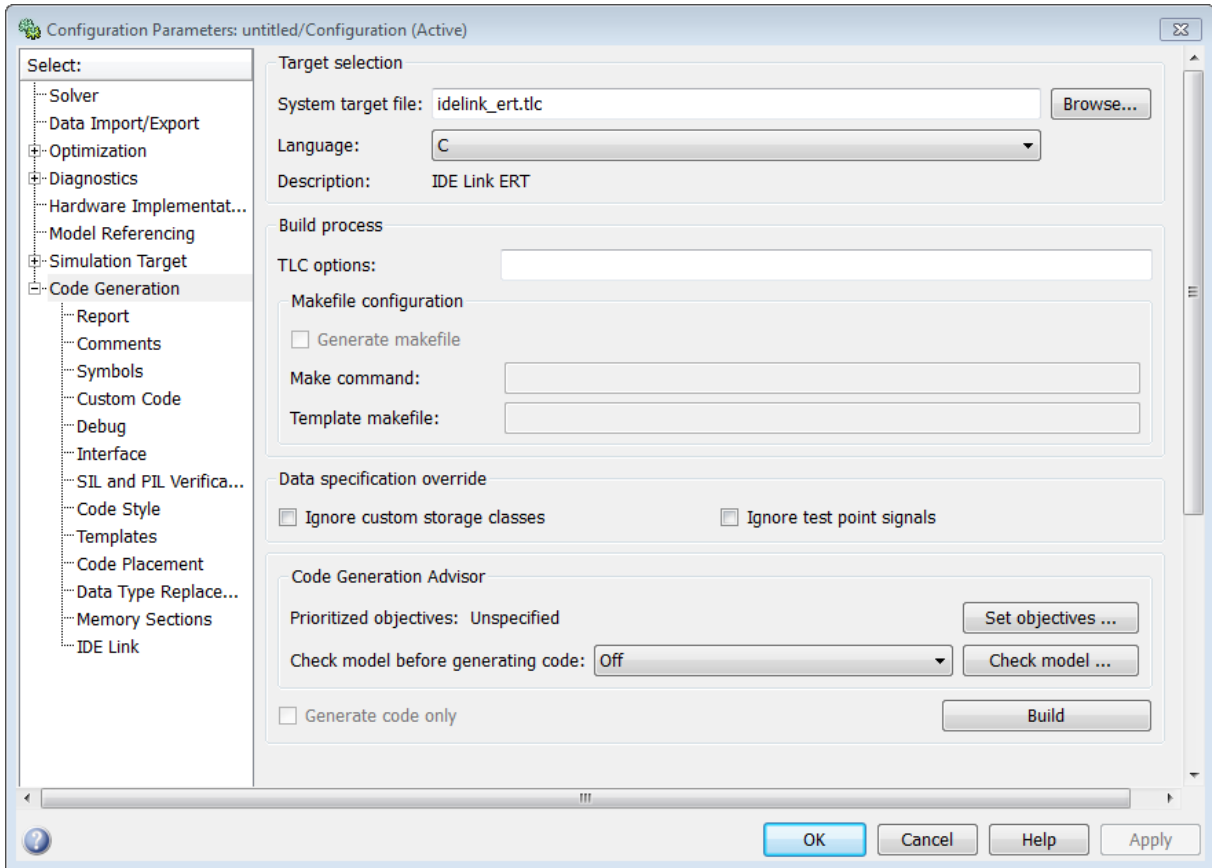 Configuration Parameters: untitled/Configuration (Active)
Select:
Solver
Data Import/Export
Optimization
Diagnostics
Hardware Implementat...
Model Referencing
Simulation Target
Code Generation
Report
Comments
Symbols
Custom Code
Debug
Interface
SIL and PIL Verifica...
Code Style
Templates
Code Placement
Data Type Replace...
Memory Sections
IDE Link
Target selection
System target file: idelink_ert.tlc Browse...
Language: C
Description: IDE Link ERT
Build process
TLC options:
Makefile configuration
Generate makefile
Make command:
Template makefile:
Data specification override
Ignore custom storage classes Ignore test point signals
Code Generation Advisor
Prioritized objectives: Unspecified Set objectives ...
Check model before generating code: Off Check model ...
Generate code only Build
OK Cancel Help Apply